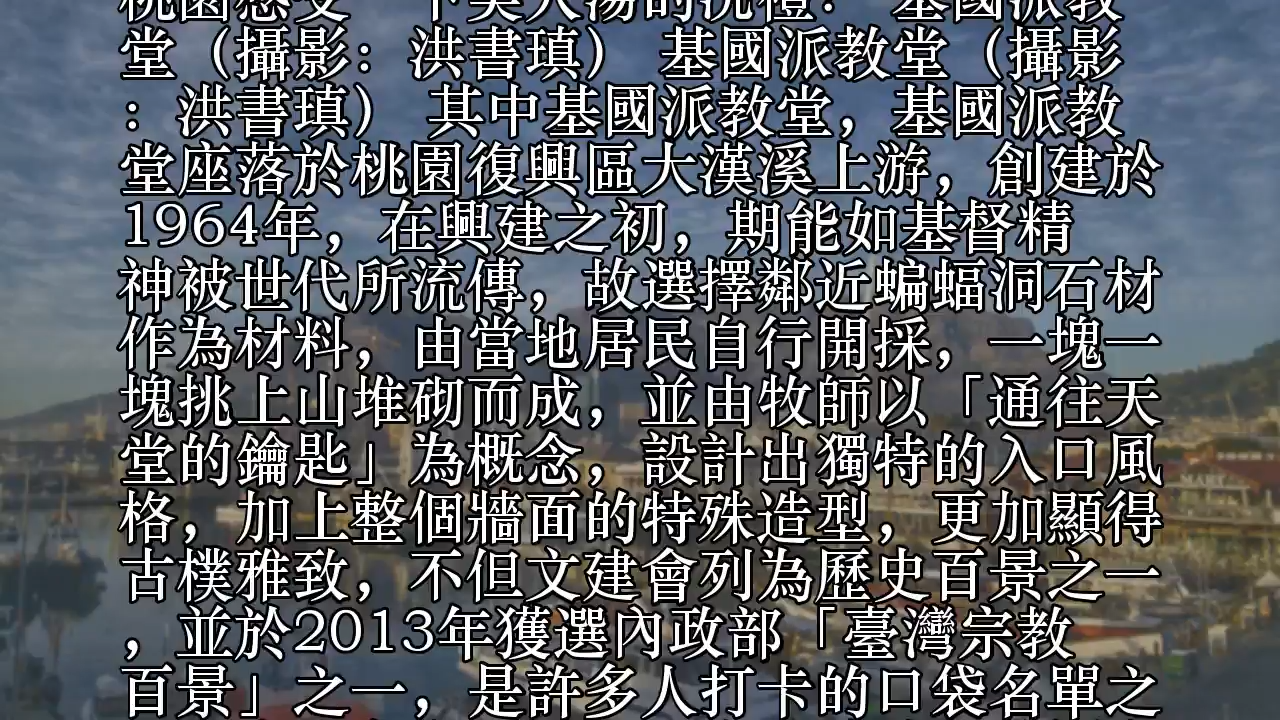 堂（攝影：洪書瑱） 基國派教堂（攝影
：洪書瑱） 其中基國派教堂，基國派教
堂座落於桃園復興區大漢溪上游，創建於
1964年，在興建之初，期能如基督精
神被世代所流傳，故選擇鄰近蝙蝠洞石材
作為材料，由當地居民自行開採，一塊一
塊挑上山堆砌而成，並由牧師以「通往天
堂的鑰匙」為概念，設計出獨特的入口風
格，加上整個牆面的特殊造型，更加顯得
古樸雅致，不但文建會列為歷史百景之一
，並於2013年獲選內政部「臺灣宗教
百景」之一，是許多人打卡的口袋名單之